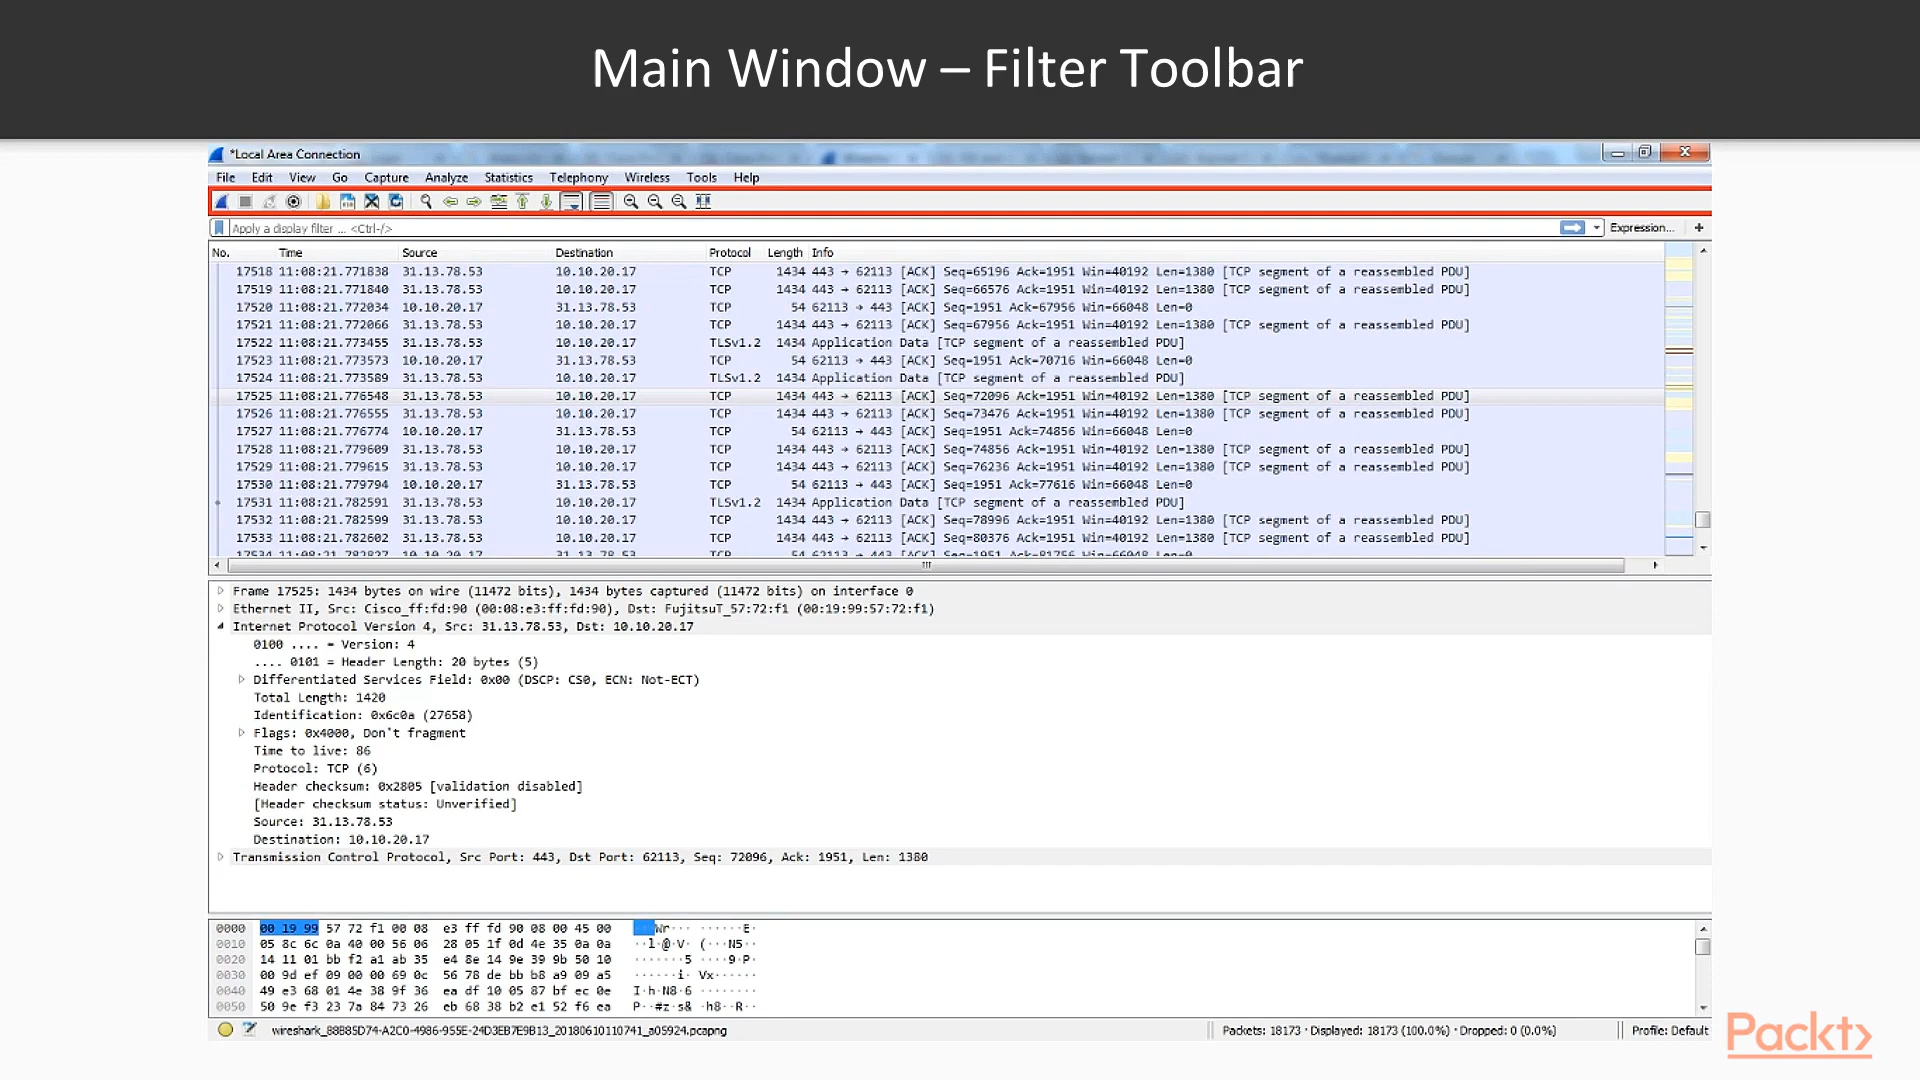 Main Window – Filter Toolbar
*Local Area Connection
File Edit View Go Capture Analyze Statistics Telephony Wireless Tools Help
Apply a display filter ... <Ctrl-/> Expression... +
No. Time Source Destination Protocol Length Info
17518 11:08:21.771838 31.13.78.53 10.10.20.17 TCP 1434 443 → 62113 [ACK] Seq=65196 Ack=1951 Win=40192 Len=1380 [TCP segment of a reassembled PDU]
17519 11:08:21.771840 31.13.78.53 10.10.20.17 TCP 1434 443 → 62113 [ACK] Seq=66576 Ack=1951 Win=40192 Len=1380 [TCP segment of a reassembled PDU]
17520 11:08:21.772034 10.10.20.17 31.13.78.53 TCP 54 62113 → 443 [ACK] Seq=1951 Ack=67956 Win=66048 Len=0
17521 11:08:21.772066 31.13.78.53 10.10.20.17 TCP 1434 443 → 62113 [ACK] Seq=67956 Ack=1951 Win=40192 Len=1380 [TCP segment of a reassembled PDU]
17522 11:08:21.773455 31.13.78.53 10.10.20.17 TLSv1.2 1434 Application Data [TCP segment of a reassembled PDU]
17523 11:08:21.773573 10.10.20.17 31.13.78.53 TCP 54 62113 → 443 [ACK] Seq=1951 Ack=70716 Win=66048 Len=0
17524 11:08:21.773589 31.13.78.53 10.10.20.17 TLSv1.2 1434 Application Data [TCP segment of a reassembled PDU]
17525 11:08:21.776548 31.13.78.53 10.10.20.17 TCP 1434 443 → 62113 [ACK] Seq=72096 Ack=1951 Win=40192 Len=1380 [TCP segment of a reassembled PDU]
17526 11:08:21.776555 31.13.78.53 10.10.20.17 TCP 1434 443 → 62113 [ACK] Seq=73476 Ack=1951 Win=40192 Len=1380 [TCP segment of a reassembled PDU]
17527 11:08:21.776774 10.10.20.17 31.13.78.53 TCP 54 62113 → 443 [ACK] Seq=1951 Ack=74856 Win=66048 Len=0
17528 11:08:21.779609 31.13.78.53 10.10.20.17 TCP 1434 443 → 62113 [ACK] Seq=74856 Ack=1951 Win=40192 Len=1380 [TCP segment of a reassembled PDU]
17529 11:08:21.779615 31.13.78.53 10.10.20.17 TCP 1434 443 → 62113 [ACK] Seq=76236 Ack=1951 Win=40192 Len=1380 [TCP segment of a reassembled PDU]
17530 11:08:21.779794 10.10.20.17 31.13.78.53 TCP 54 62113 → 443 [ACK] Seq=1951 Ack=77616 Win=66048 Len=0
17531 11:08:21.782591 31.13.78.53 10.10.20.17 TLSv1.2 1434 Application Data [TCP segment of a reassembled PDU]
17532 11:08:21.782599 31.13.78.53 10.10.20.17 TCP 1434 443 → 62113 [ACK] Seq=78996 Ack=1951 Win=40192 Len=1380 [TCP segment of a reassembled PDU]
17533 11:08:21.782602 31.13.78.53 10.10.20.17 TCP 1434 443 → 62113 [ACK] Seq=80376 Ack=1951 Win=40192 Len=1380 [TCP segment of a reassembled PDU]
17534 11:08:21.782827 10.10.20.17 31.13.78.53 TCP 54 62113 → 443 [ACK] Seq=1951 Ack=81756 Win=66048 Len=0
Frame 17525: 1434 bytes on wire (11472 bits), 1434 bytes captured (11472 bits) on interface 0
Ethernet II, Src: Cisco_ff:fd:90 (00:08:e3:ff:fd:90), Dst: FujitsuT_57:72:f1 (00:19:99:57:72:f1)
Internet Protocol Version 4, Src: 31.13.78.53, Dst: 10.10.20.17
0100 .... = Version: 4
.... 0101 = Header Length: 20 bytes (5)
Differentiated Services Field: 0x00 (DSCP: CS0, ECN: Not-ECT)
Total Length: 1420
Identification: 0x6c0a (27658)
Flags: 0x4000, Don't fragment
Time to live: 86
Protocol: TCP (6)
Header checksum: 0x2805 [validation disabled]
[Header checksum status: Unverified]
Source: 31.13.78.53
Destination: 10.10.20.17
Transmission Control Protocol, Src Port: 443, Dst Port: 62113, Seq: 72096, Ack: 1951, Len: 1380
0000 00 19 99 57 72 f1 00 08 e3 ff fd 90 08 00 45 00 ···Wr··· ······E·
0010 05 8c 6c 0a 40 00 56 06 28 05 1f 0d 4e 35 0a 0a ··l·@·V· (···N5··
0020 14 11 01 bb f2 a1 ab 35 e4 8e 14 9e 39 9b 50 10 ·······5 ····9·P·
0030 00 9d ef 09 00 00 69 0c 56 78 de bb b8 a9 09 a5 ······i· Vx······
0040 49 e3 68 01 4e 38 9f 36 ea df 10 05 87 bf ec 0e I·h·N8·6 ········
0050 50 9e f3 23 7a 84 73 26 eb 68 38 b2 e1 52 f6 ea P··#z·s& ·h8··R··
wireshark_88B85D74-A2C0-4986-955E-24D3EB7E9B13_20180610110741_a05924.pcapng Packets: 18173 · Displayed: 18173 (100.0%) · Dropped: 0 (0.0%) Profile: Default
Packt>